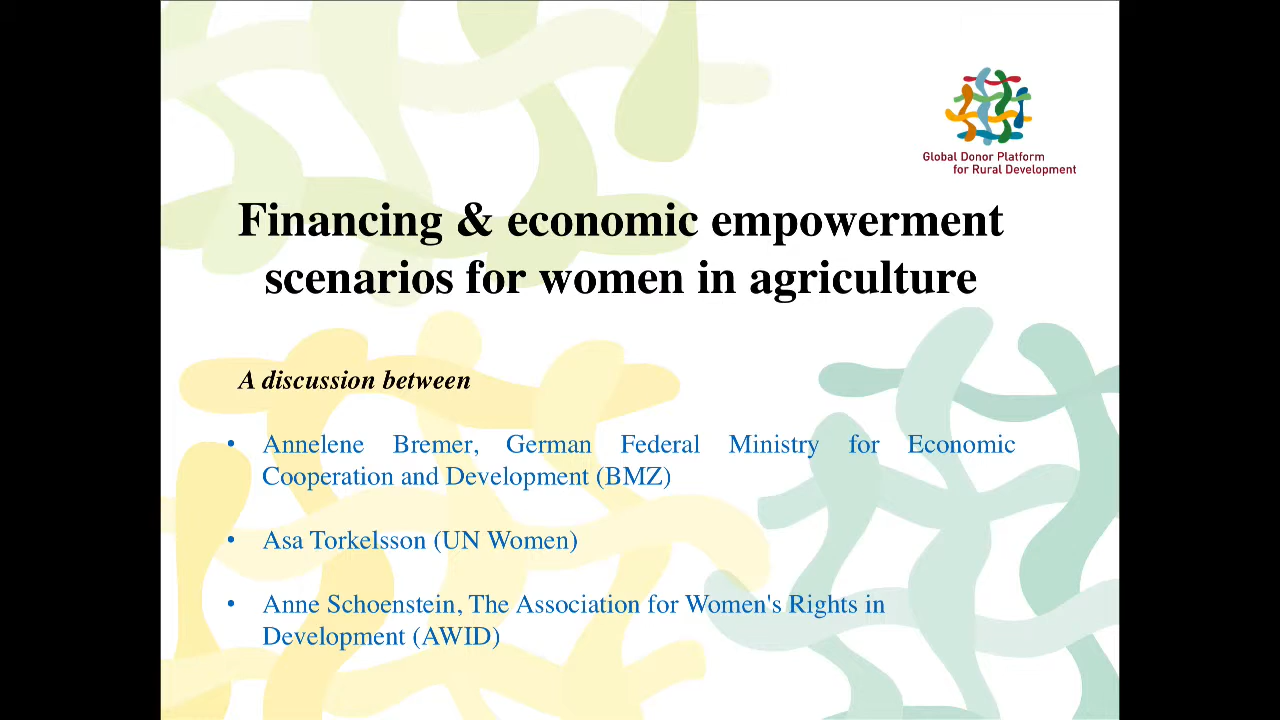 Global Donor Platform
for Rural Development
Financing & economic empowerment
scenarios for women in agriculture
A discussion between
• Annelene Bremer, German Federal Ministry for Economic
Cooperation and Development (BMZ)
• Asa Torkelsson (UN Women)
• Anne Schoenstein, The Association for Women's Rights in
Development (AWID)